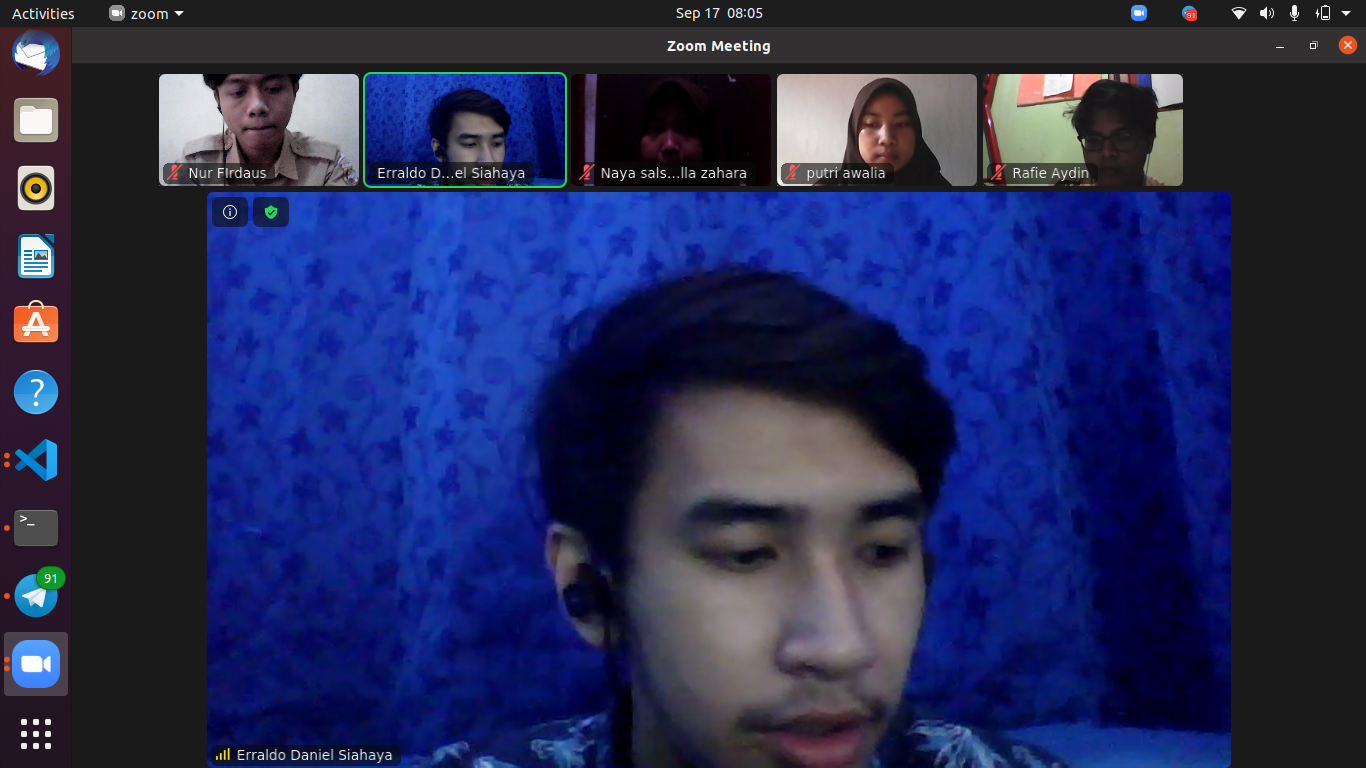 Activities
zoom
Sep 17 08:05
91
Zoom Meeting
Nur FIrdaus
Erraldo D...el Siahaya
Naya sals...lla zahara
putri awalia
Rafie Aydin
>_
91
Erraldo Daniel Siahaya